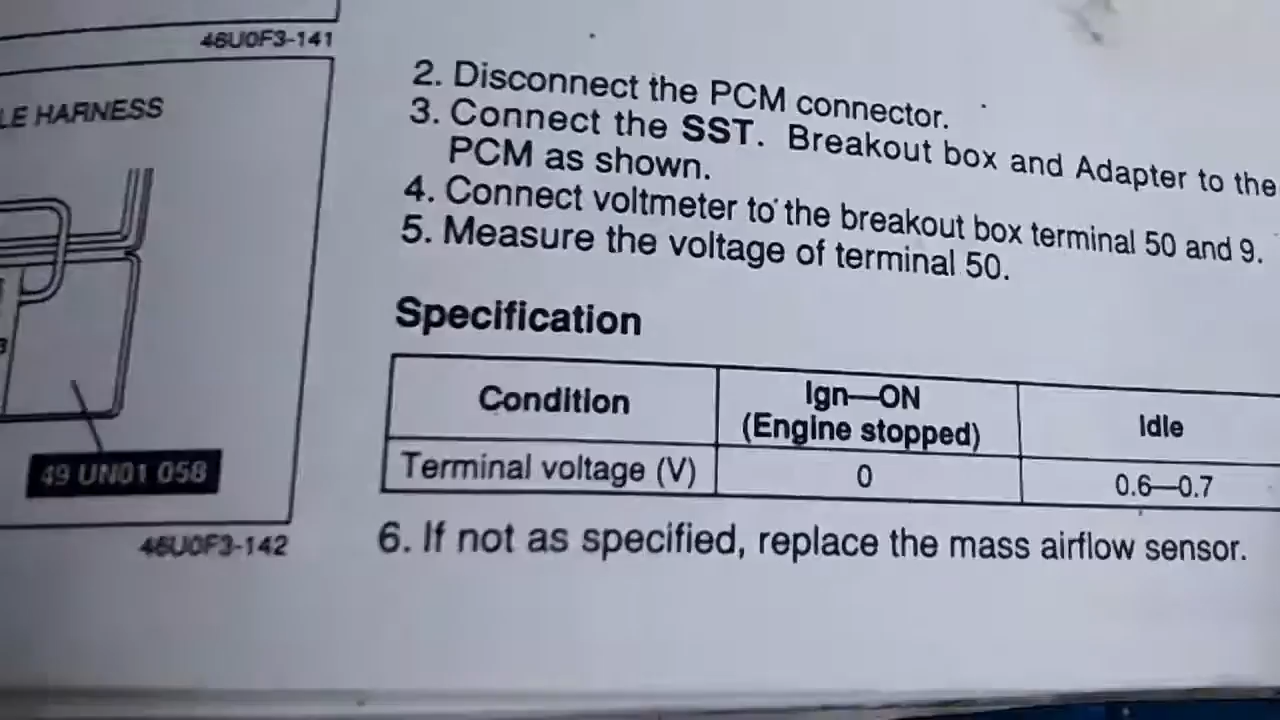 46U0F3-141
LE HARNESS
49 UN01 058
46U0F3-142
2. Disconnect the PCM connector.
3. Connect the SST. Breakout box and Adapter to the
PCM as shown.
4. Connect voltmeter to the breakout box terminal 50 and 9.
5. Measure the voltage of terminal 50.
Specification
Condition Ign—ON (Engine stopped) Idle
Terminal voltage (V) 0 0.6—0.7
6. If not as specified, replace the mass airflow sensor.